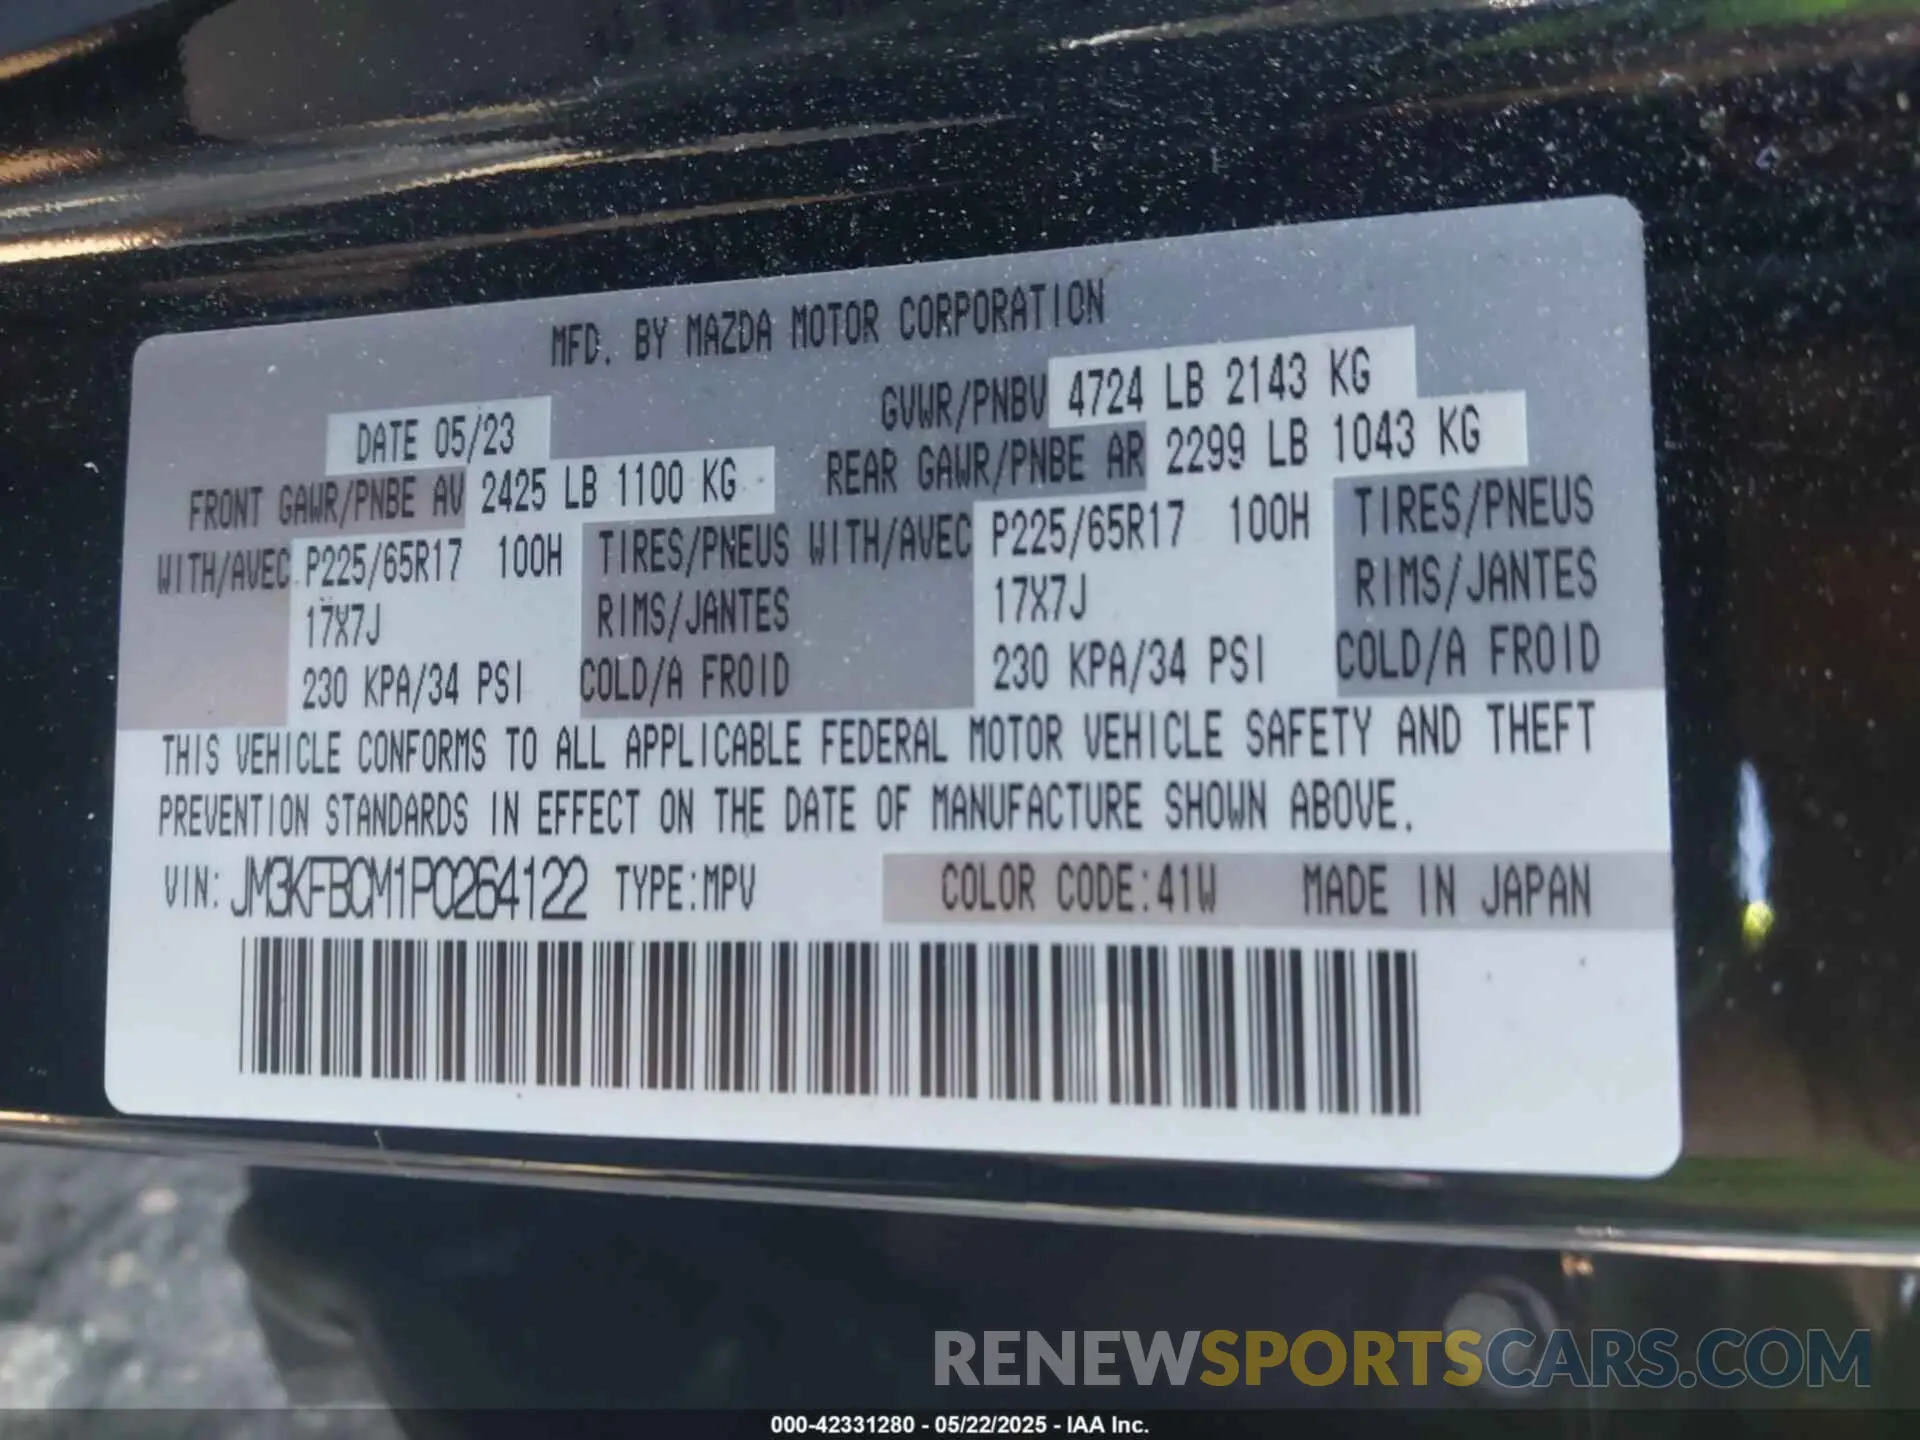 MFD. BY MAZDA MOTOR CORPORATION
DATE 05/23 GVWR/PNBV 4724 LB 2143 KG
FRONT GAWR/PNBE AV 2425 LB 1100 KG REAR GAWR/PNBE AR 2299 LB 1043 KG
WITH/AVEC P225/65R17 100H TIRES/PNEUS WITH/AVEC P225/65R17 100H TIRES/PNEUS
17X7J RIMS/JANTES 17X7J RIMS/JANTES
230 KPA/34 PSI COLD/A FROID 230 KPA/34 PSI COLD/A FROID
THIS VEHICLE CONFORMS TO ALL APPLICABLE FEDERAL MOTOR VEHICLE SAFETY AND THEFT
PREVENTION STANDARDS IN EFFECT ON THE DATE OF MANUFACTURE SHOWN ABOVE.
VIN: JM3KFBCM1P0264122 TYPE:MPV COLOR CODE:41W MADE IN JAPAN
RENEWSPORTSCARS.COM
000-42331280 - 05/22/2025 - IAA Inc.